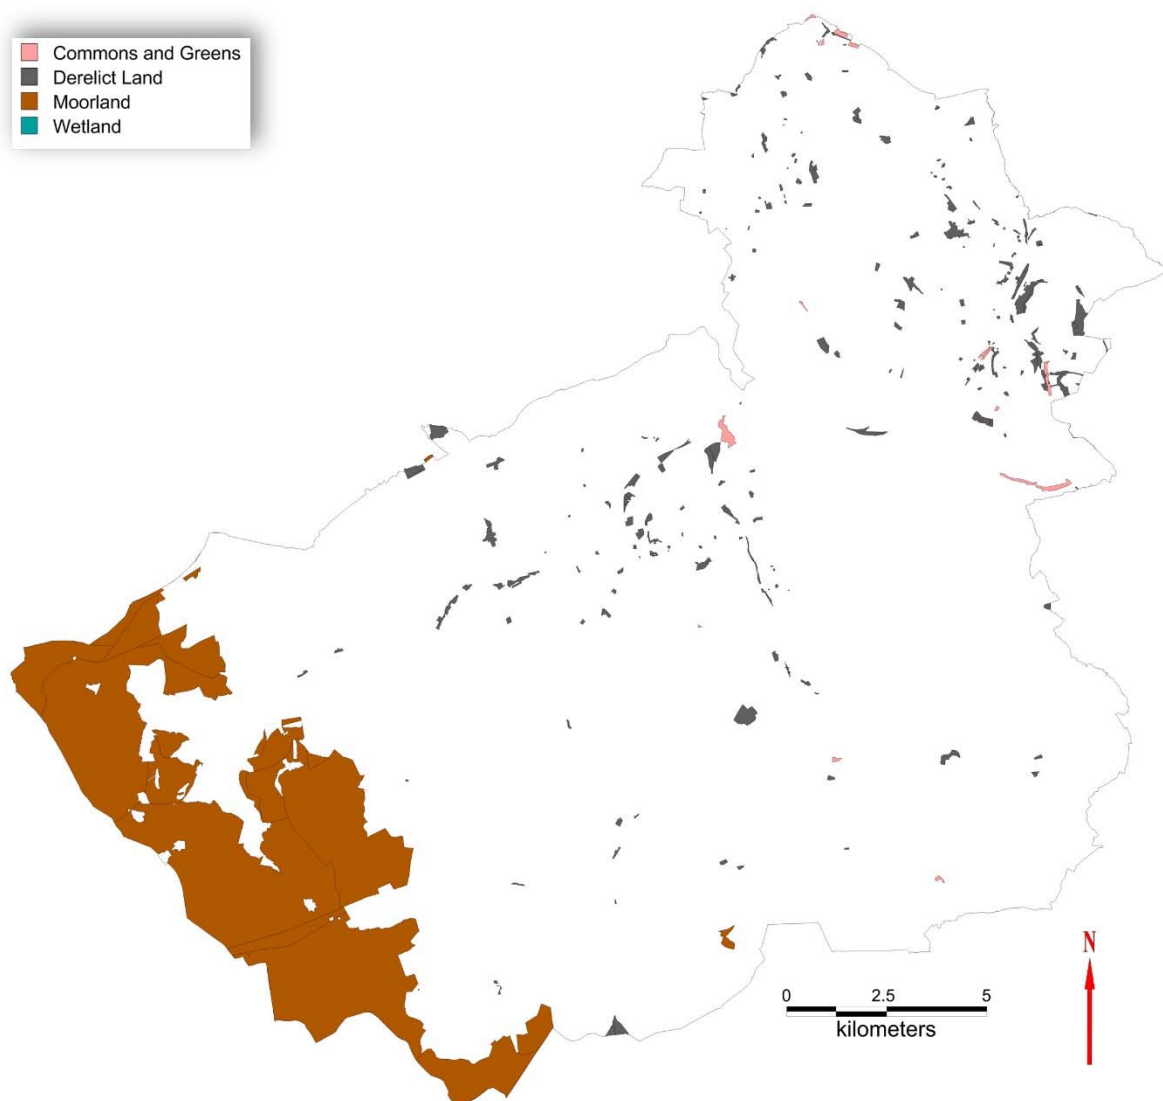 Commons and Greens
Derelict Land
Moorland
Wetland
N
0 2.5 5
kilometers